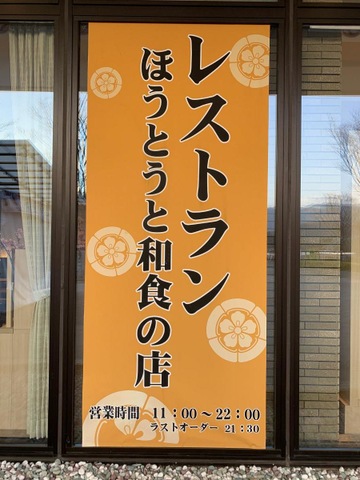 レストラン
ほうとうと和食の店
営業時間 11：00～22：00
ラストオーダー 21：30